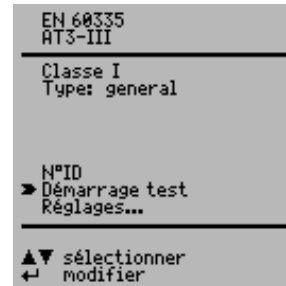 EN 60335
AT3-III
Classe I
Type: general
N°ID
Démarrage test
Réglages...
▲▼ sélectionner
↵ modifier